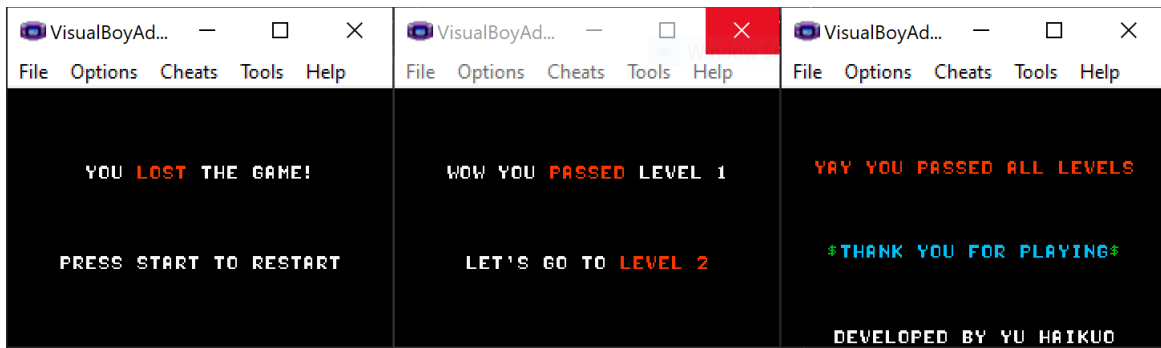 VisualBoyAd...
File Options Cheats Tools Help
YOU LOST THE GAME!
PRESS START TO RESTART
VisualBoyAd...
File Options Cheats Tools Help
WOW YOU PASSED LEVEL 1
LET'S GO TO LEVEL 2
VisualBoyAd...
File Options Cheats Tools Help
YAY YOU PASSED ALL LEVELS
$THANK YOU FOR PLAYING$
DEVELOPED BY YU HAIKUO